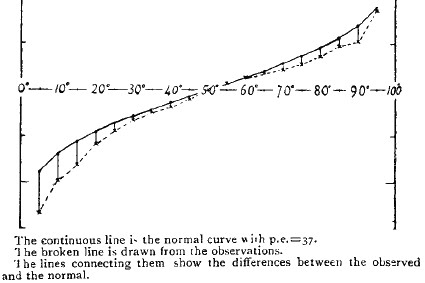 0° 10° 20° 30° 40° 50° 60° 70° 80° 90° 100
The continuous line is the normal curve with p.e.=37.
The broken line is drawn from the observations.
The lines connecting them show the differences between the observed
and the normal.